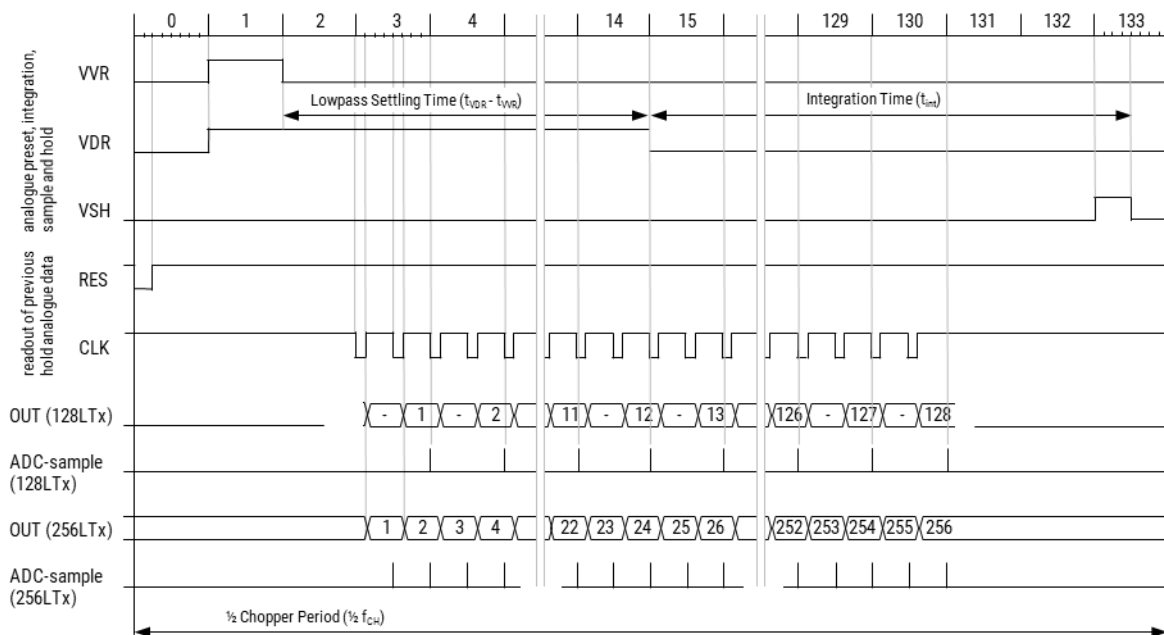 0 1 2 3 4 14 15 129 130 131 132 133
analogue preset, integration,
sample and hold
VVR
Lowpass Settling Time (tVDR - tVVR) Integration Time (tint)
VDR
VSH
readout of previous
hold analogue data
RES
CLK
OUT (128LTx) - 1 - 2 11 - 12 - 13 126 - 127 - 128
ADC-sample
(128LTx)
OUT (256LTx) 1 2 3 4 22 23 24 25 26 252 253 254 255 256
ADC-sample
(256LTx)
½ Chopper Period (½ fCH)